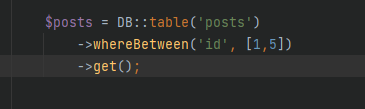 $posts = DB::table('posts')
->whereBetween('id', [1,5])
->get();